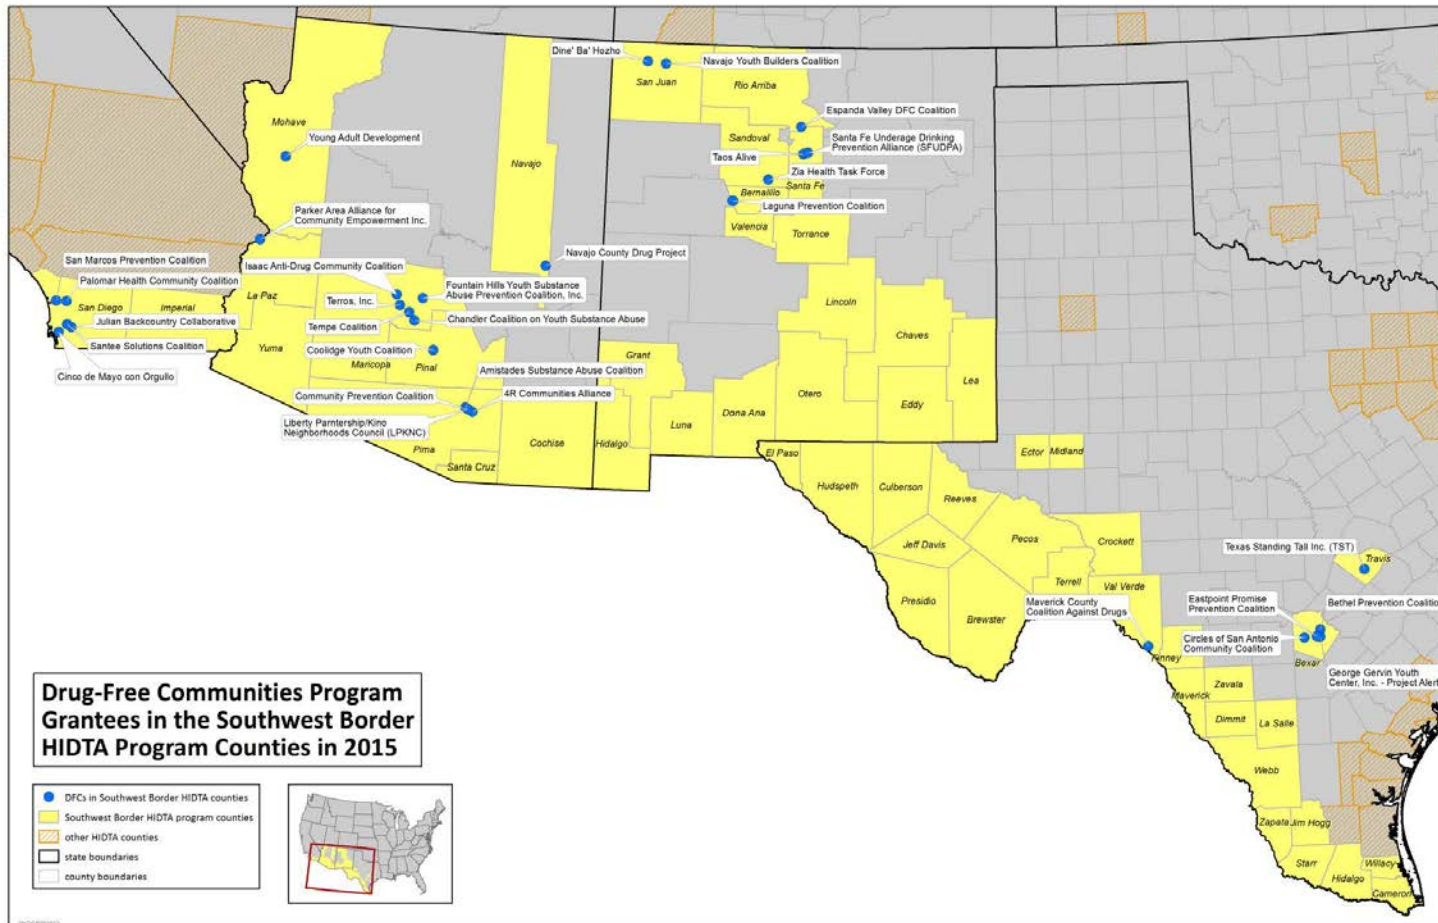 Dine' Ba' Hozho
Navajo Youth Builders Coalition
San Juan
Rio Arriba
Espanda Valley DFC Coalition
Mohave
Young Adult Development
Sandoval
Santa Fe Underage Drinking
Prevention Alliance (SFUDPA)
Taos Alive
Navajo
Zia Health Task Force
Bernalillo
Santa Fe
Laguna Prevention Coalition
Parker Area Alliance for
Community Empowerment Inc.
Valencia
Torrance
San Marcos Prevention Coalition
Isaac Anti-Drug Community Coalition
Navajo County Drug Project
Palomar Health Community Coalition
Fountain Hills Youth Substance
Abuse Prevention Coalition, Inc.
La Paz
Terros, Inc.
San Diego
Imperial
Lincoln
Tempe Coalition
Chandler Coalition on Youth Substance Abuse
Julian Backcountry Collaborative
Chaves
Santee Solutions Coalition
Yuma
Coolidge Youth Coalition
Grant
Maricopa
Pinal
Cinco de Mayo con Orgullo
Amistades Substance Abuse Coalition
Lea
Community Prevention Coalition
4R Communities Alliance
Otero
Eddy
Luna
Dona Ana
Liberty Parntership/Kino
Neighborhoods Council (LPKNC)
Cochise
Hidalgo
Pima
Santa Cruz
El Paso
Ector
Midland
Hudspeth
Culberson
Reeves
Jeff Davis
Pecos
Crockett
Texas Standing Tall Inc. (TST)
Travis
Terrell
Val Verde
Presidio
Brewster
Maverick County
Coalition Against Drugs
Eastpoint Promise
Prevention Coalition
Bethel Prevention Coalitio
Circles of San Antonio
Community Coalition
Kinney
Bexar
George Gervin Youth
Center, Inc. - Project Alert
Maverick
Zavala
Dimmit
La Salle
Webb
Zapata
Jim Hogg
Starr
Hidalgo
Willacy
Cameron
Drug-Free Communities Program
Grantees in the Southwest Border
HIDTA Program Counties in 2015
DFCs in Southwest Border HIDTA counties
Southwest Border HIDTA program counties
other HIDTA counties
state boundaries
county boundaries